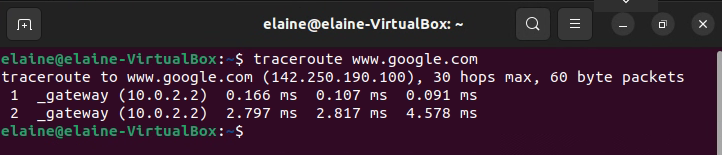 elaine@elaine-VirtualBox: ~
elaine@elaine-VirtualBox:~$ traceroute www.google.com
traceroute to www.google.com (142.250.190.100), 30 hops max, 60 byte packets
 1  _gateway (10.0.2.2)  0.166 ms  0.107 ms  0.091 ms
 2  _gateway (10.0.2.2)  2.797 ms  2.817 ms  4.578 ms
elaine@elaine-VirtualBox:~$